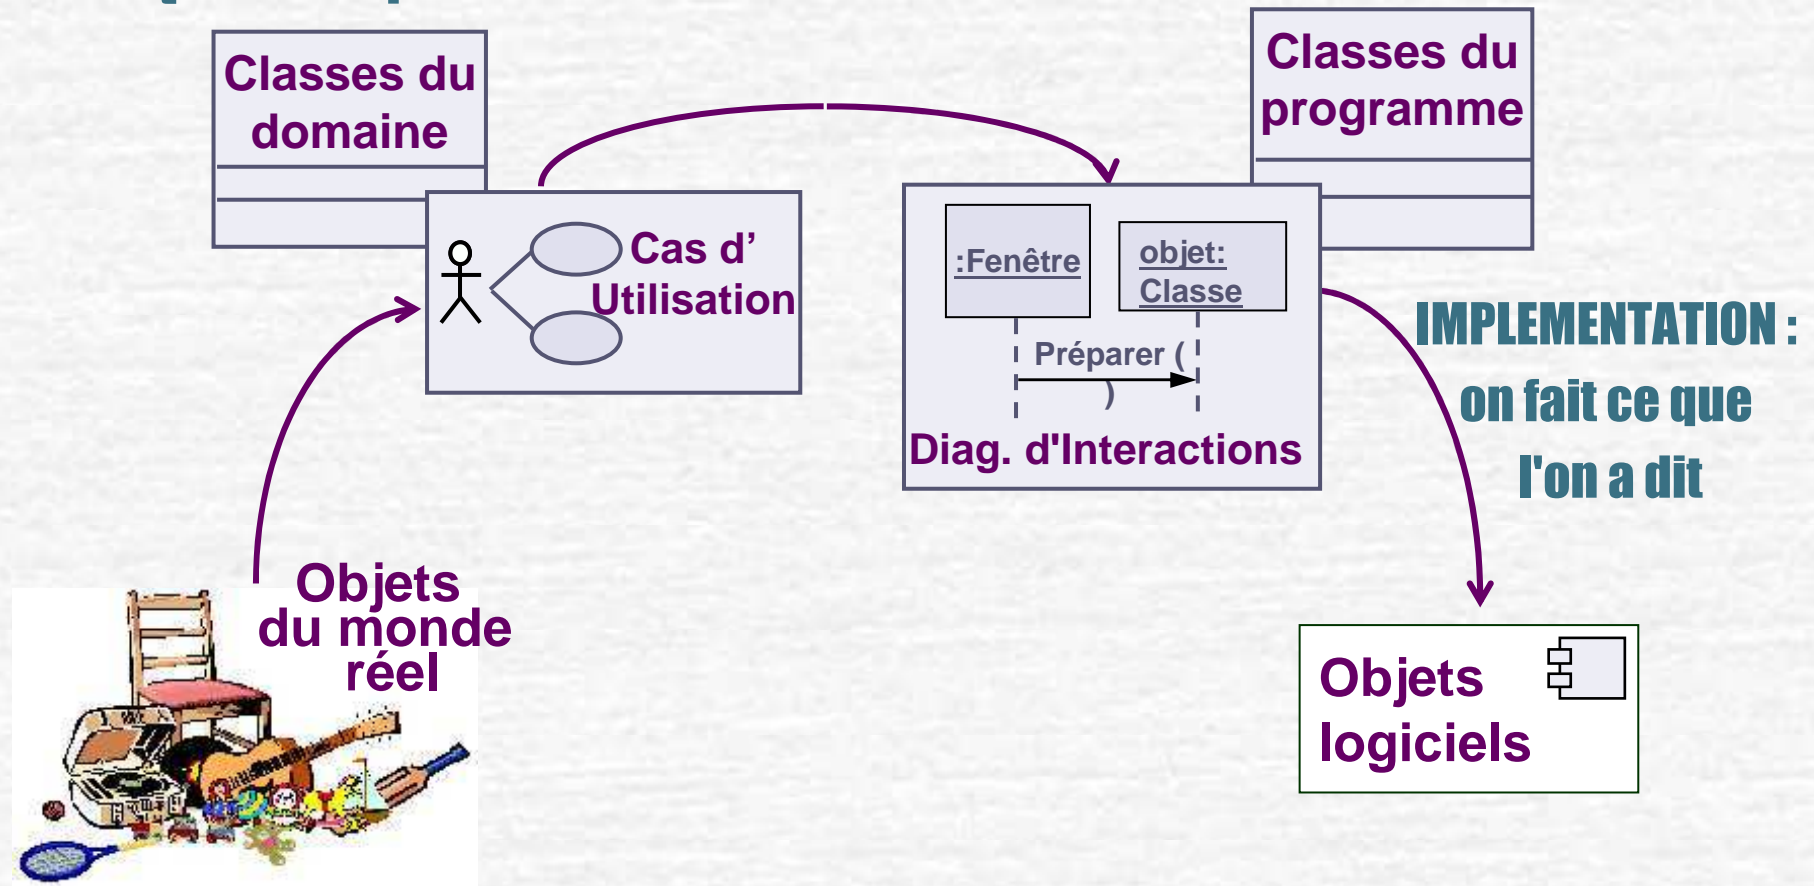 Classes du
domaine
Cas d’
Utilisation
Classes du
programme
:Fenêtre
objet:
Classe
Préparer (
)
Diag. d'Interactions
IMPLEMENTATION :
on fait ce que
l'on a dit
Objets
du monde
réel
Objets
logiciels